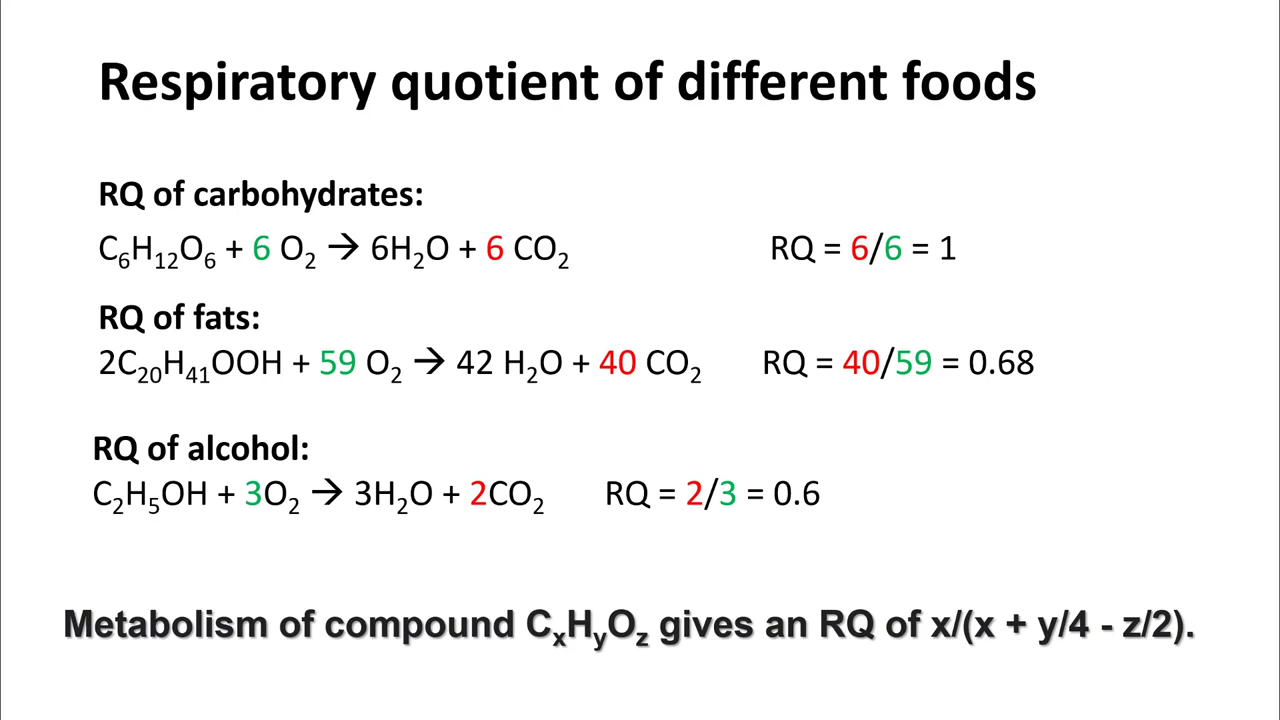 Respiratory quotient of different foods
RQ of carbohydrates:
C₆H₁₂O₆ + 6 O₂ → 6H₂O + 6 CO₂ RQ = 6/6 = 1
RQ of fats:
2C₂₀H₄₁OOH + 59 O₂ → 42 H₂O + 40 CO₂ RQ = 40/59 = 0.68
RQ of alcohol:
C₂H₅OH + 3O₂ → 3H₂O + 2CO₂ RQ = 2/3 = 0.6
Metabolism of compound CₓHᵧO_z gives an RQ of x/(x + y/4 - z/2).